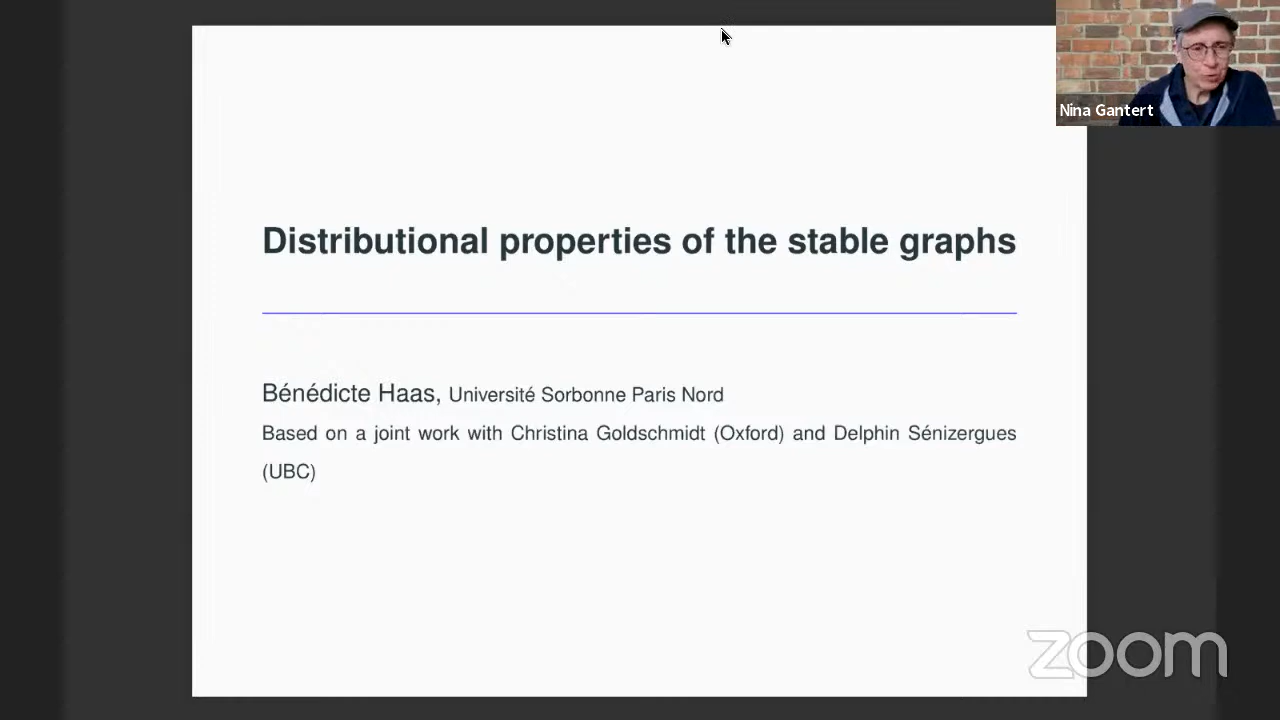 Nina Gantert
Distributional properties of the stable graphs
Bénédicte Haas, Université Sorbonne Paris Nord
Based on a joint work with Christina Goldschmidt (Oxford) and Delphin Sénizergues
(UBC)
zoom